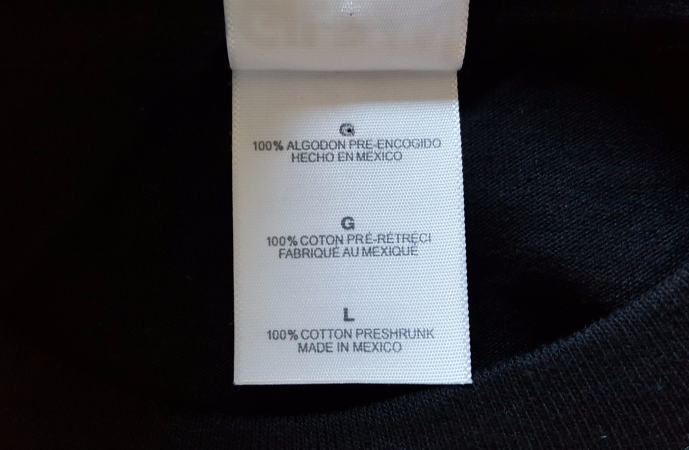 G
100% ALGODON PRE-ENCOGIDO
HECHO EN MEXICO
G
100% COTON PRÉ-RÉTRÉCI
FABRIQUÉ AU MEXIQUE
L
100% COTTON PRESHRUNK
MADE IN MEXICO